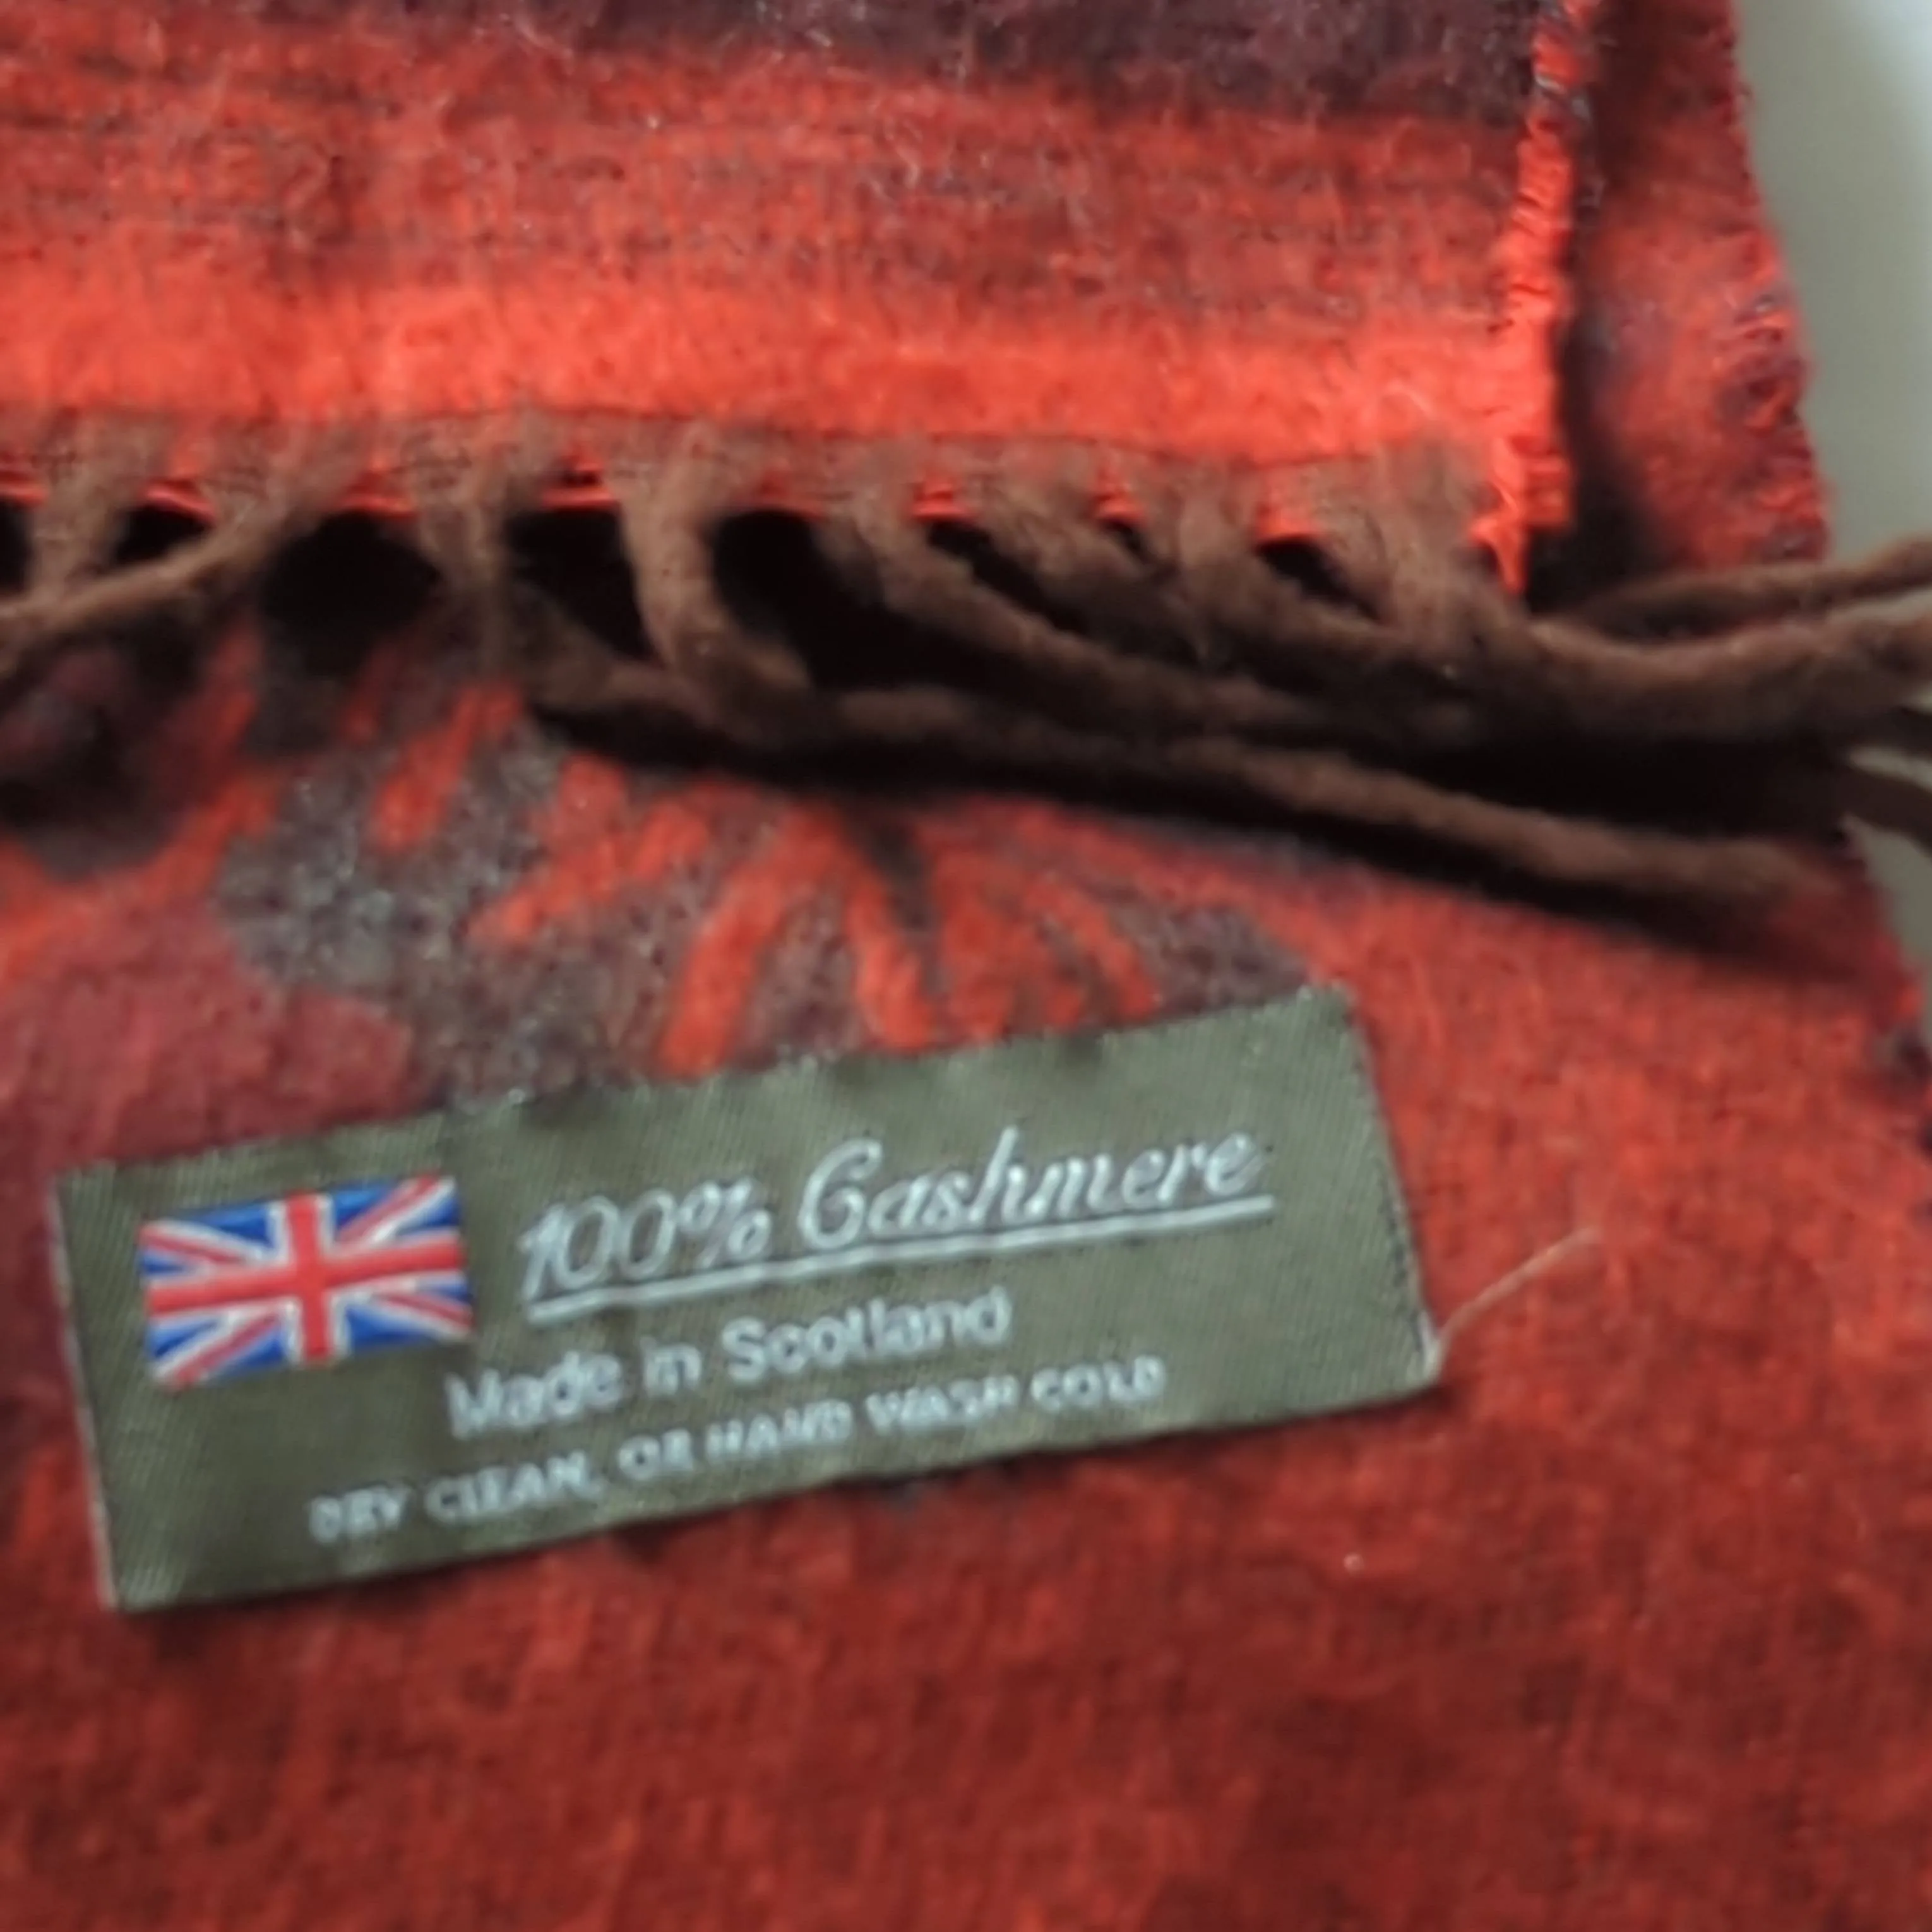 100% Cashmere
Made in Scotland
DRY CLEAN, OR HAND WASH COLD